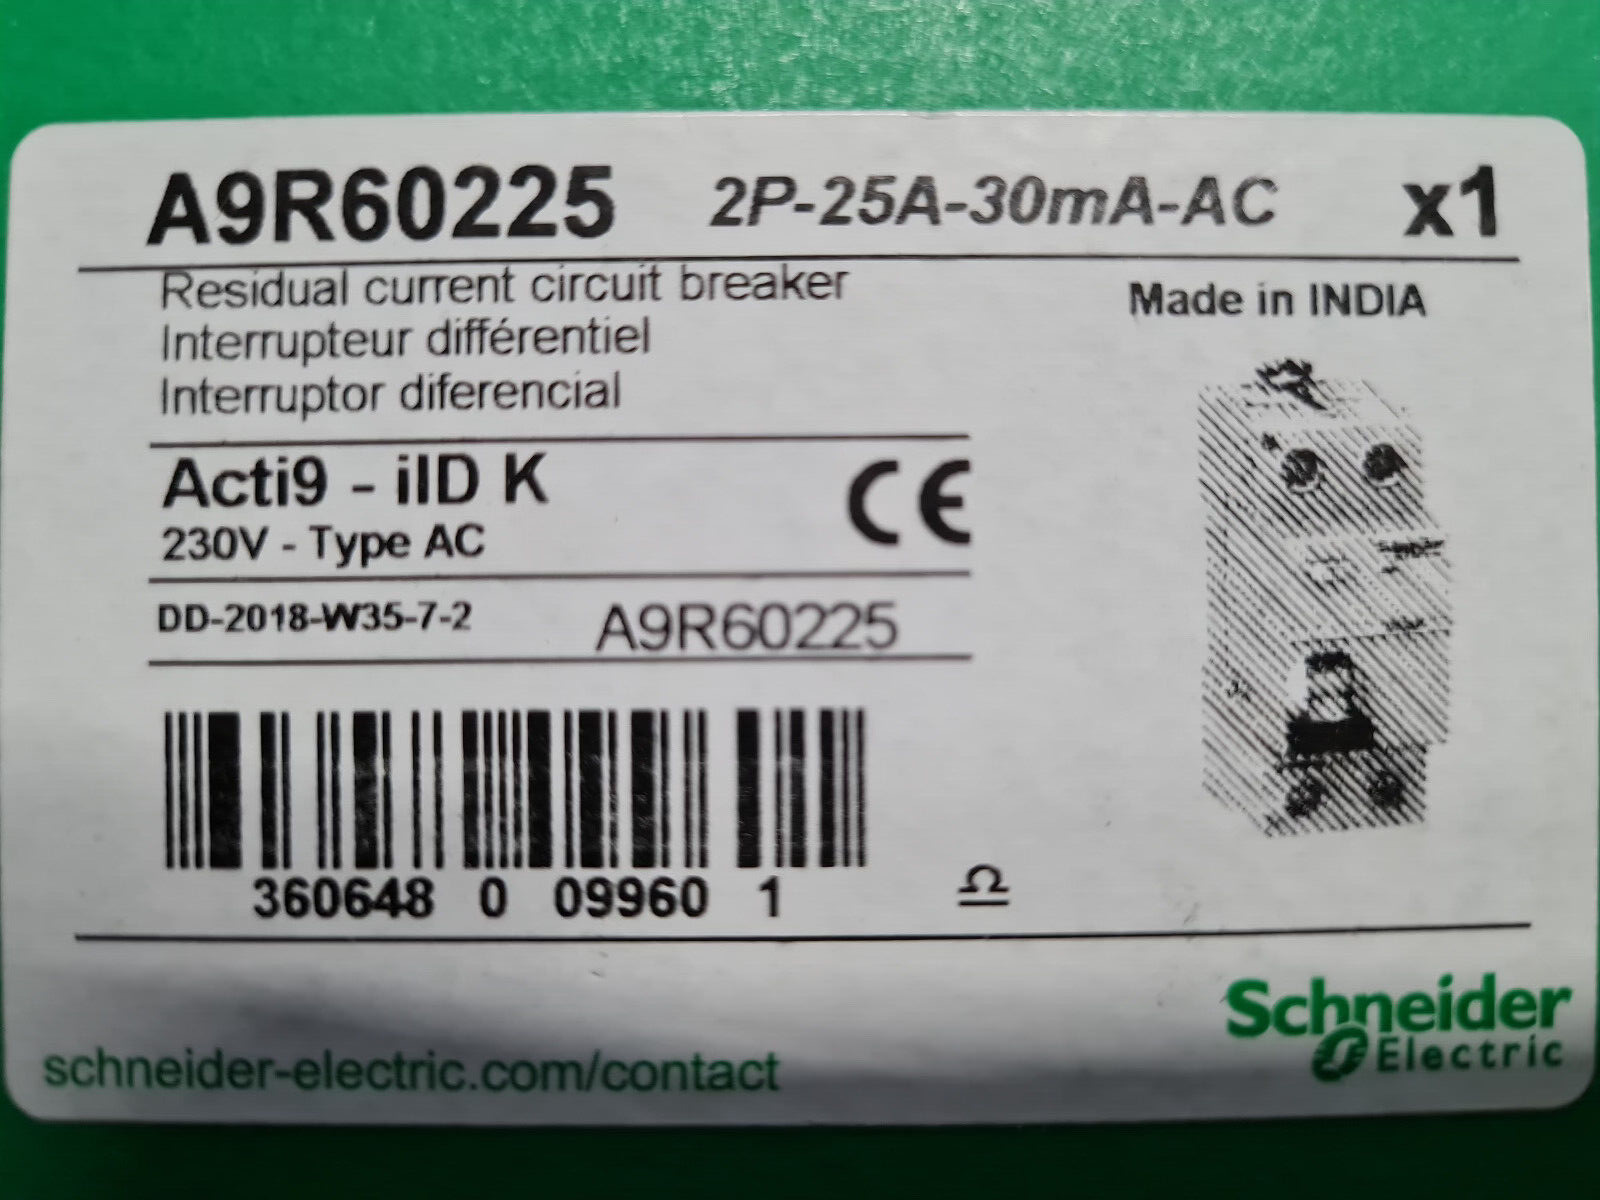 A9R60225 2P-25A-30mA-AC x1
Residual current circuit breaker
Made in INDIA
Interrupteur différentiel
Interruptor diferencial
Acti9 - iID K
CE
230V - Type AC
DD-2018-W35-7-2 A9R60225
360648 0 09960 1
Schneider
Electric
schneider-electric.com/contact